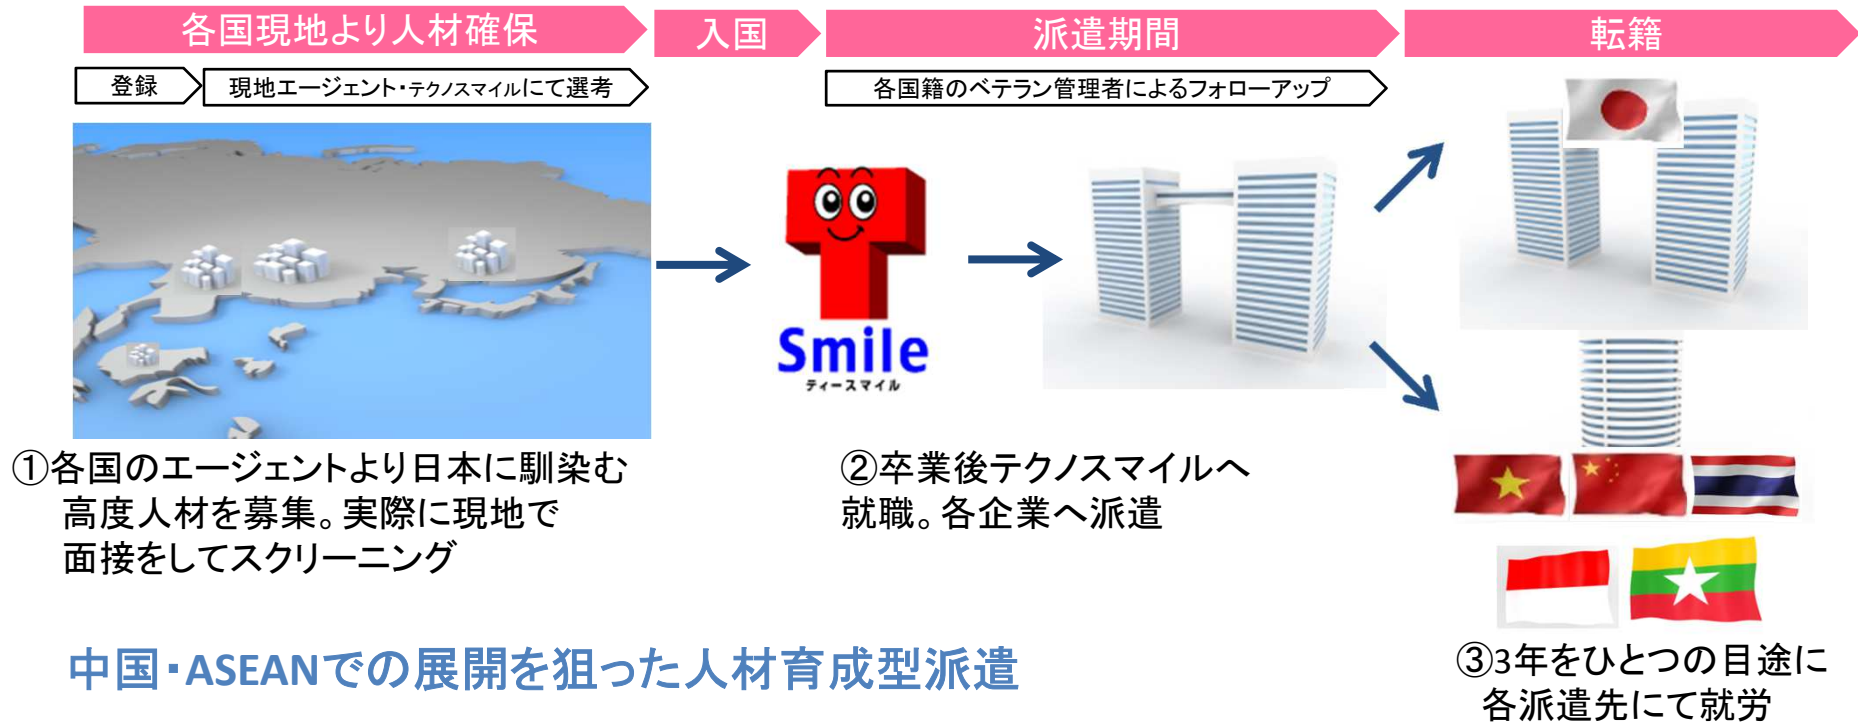 各国現地より人材確保
入国
派遣期間
転籍
登録
現地エージェント・テクノスマイルにて選考
各国籍のベテラン管理者によるフォローアップ
Smile
ティースマイル
①各国のエージェントより日本に馴染む
高度人材を募集。実際に現地で
面接をしてスクリーニング
②卒業後テクノスマイルへ
就職。各企業へ派遣
③3年をひとつの目途に
各派遣先にて就労
中国・ASEANでの展開を狙った人材育成型派遣